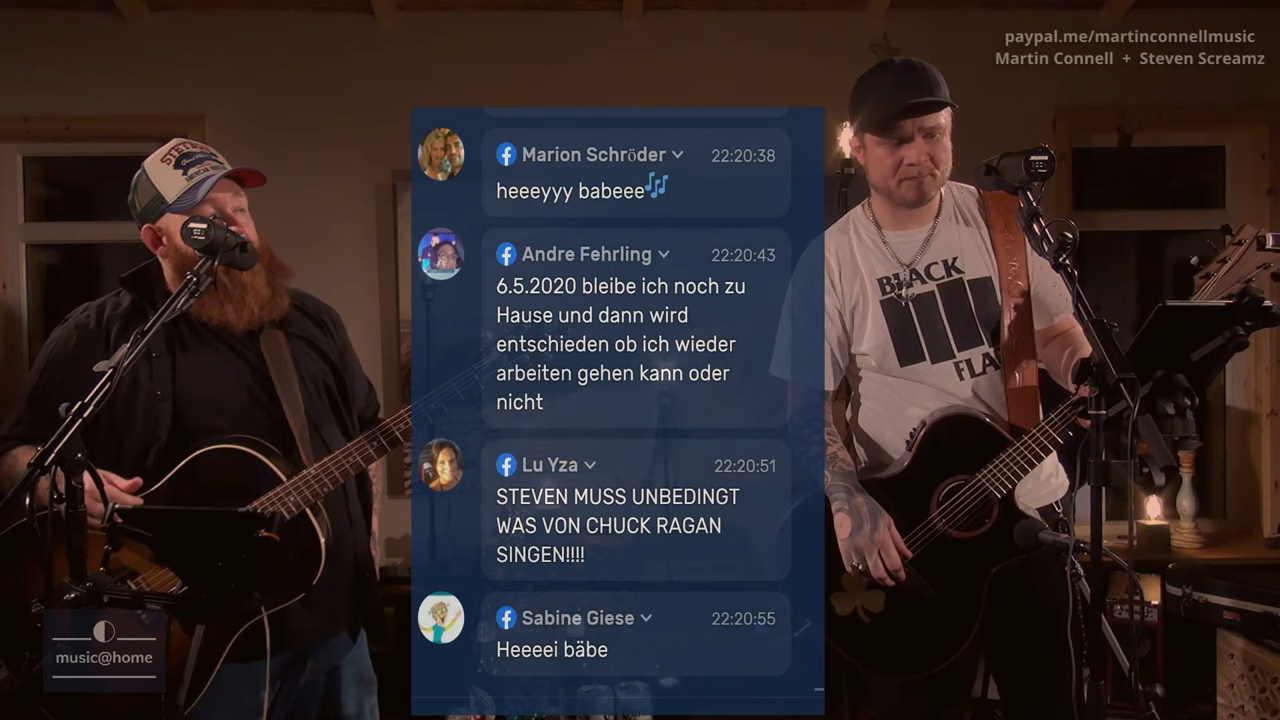 paypal.me/martinconnellmusic
Martin Connell + Steven Screamz
Marion Schröder 22:20:38
heeeyyy babeee
Andre Fehrling 22:20:43
6.5.2020 bleibe ich noch zu
Hause und dann wird
entschieden ob ich wieder
arbeiten gehen kann oder
nicht
Lu Yza 22:20:51
STEVEN MUSS UNBEDINGT
WAS VON CHUCK RAGAN
SINGEN!!!!
Sabine Giese 22:20:55
Heeeei bäbe
STETSON
BLACK
FLA
music@home